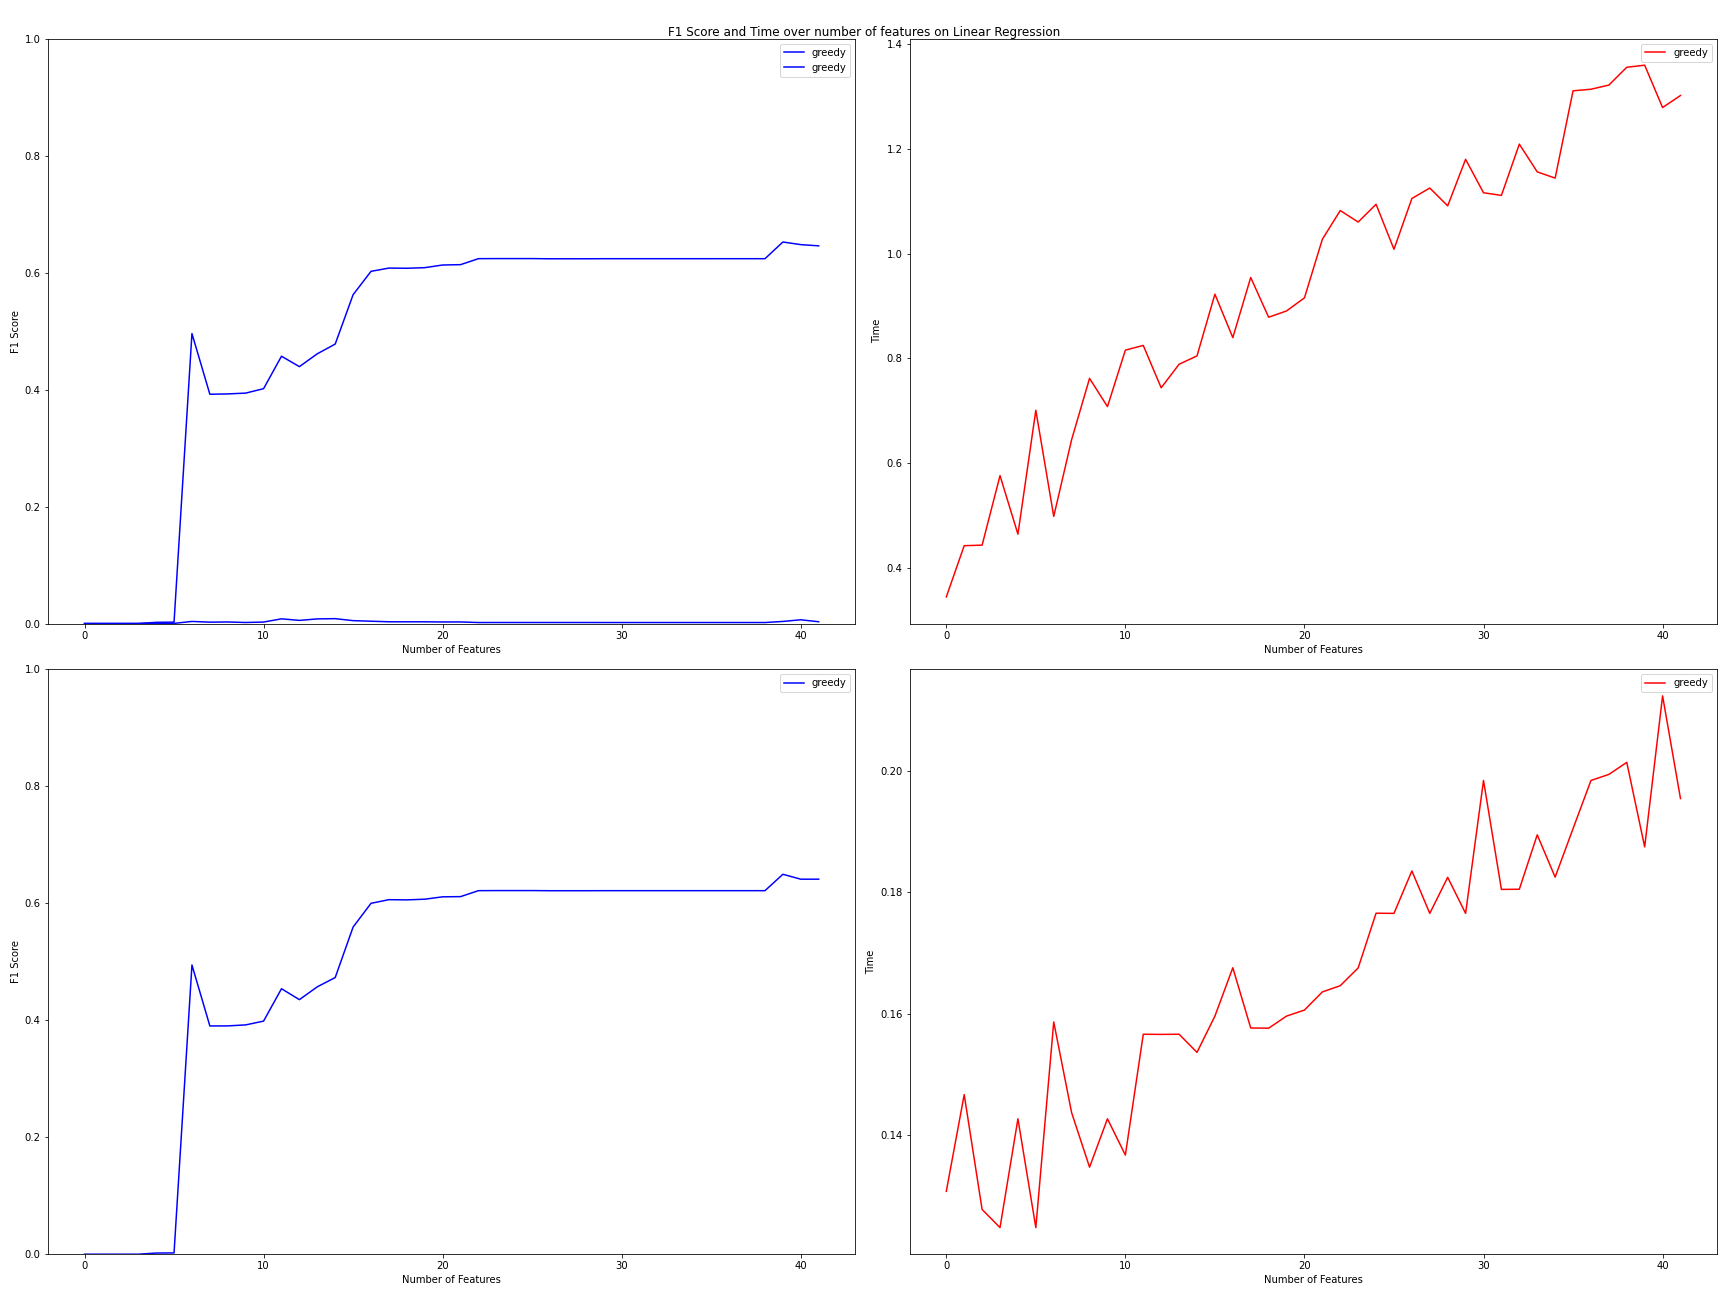 F1 Score and Time over number of features on Linear Regression
1.0
0.8
0.6
0.4
0.2
0.0
F1 Score
greedy
greedy
0 10 20 30 40
Number of Features
1.4
1.2
1.0
0.8
0.6
0.4
Time
greedy
0 10 20 30 40
Number of Features
1.0
0.8
0.6
0.4
0.2
0.0
F1 Score
greedy
0 10 20 30 40
Number of Features
0.20
0.18
0.16
0.14
Time
greedy
0 10 20 30 40
Number of Features